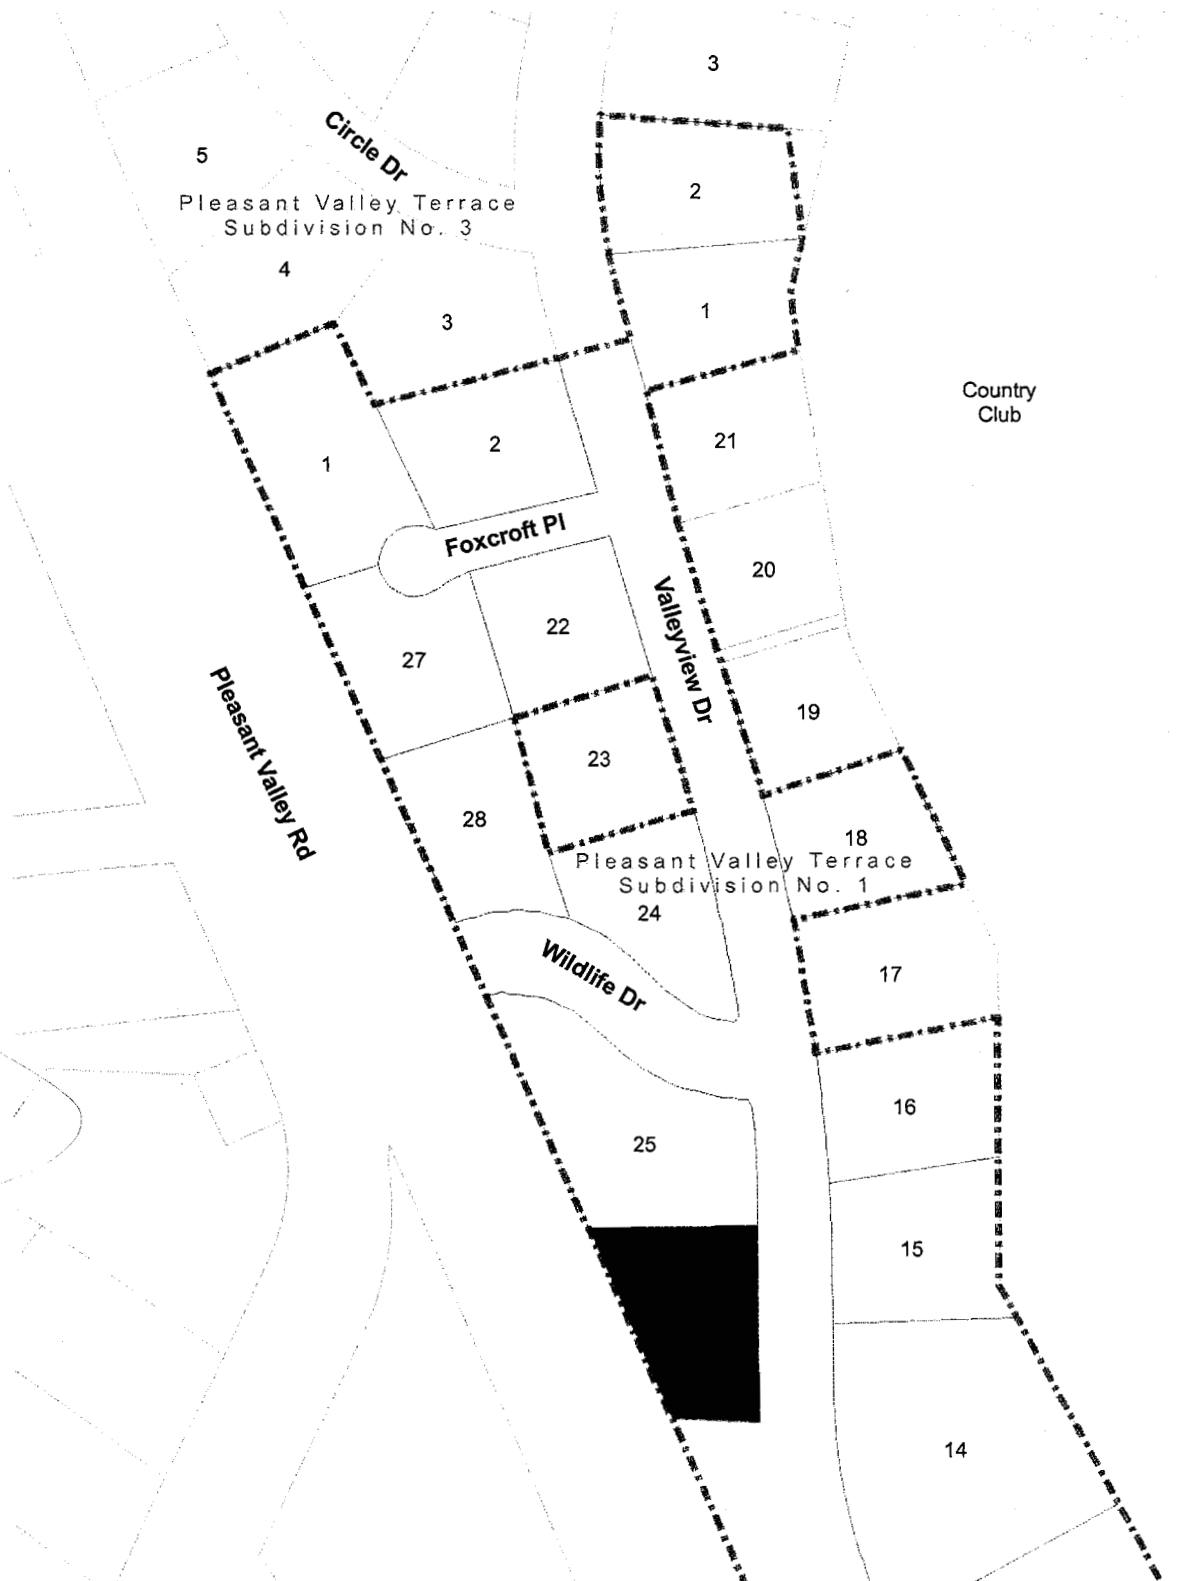 3
Circle Dr
5
2
Pleasant Valley Terrace
Subdivision No. 3
4
1
3
Country
Club
21
2
1
Foxcroft Pl
20
Valleyview Dr
22
27
Pleasant Valley Rd
19
23
28
18
Pleasant Valley Terrace
Subdivision No. 1
24
17
Wildlife Dr
16
25
15
14